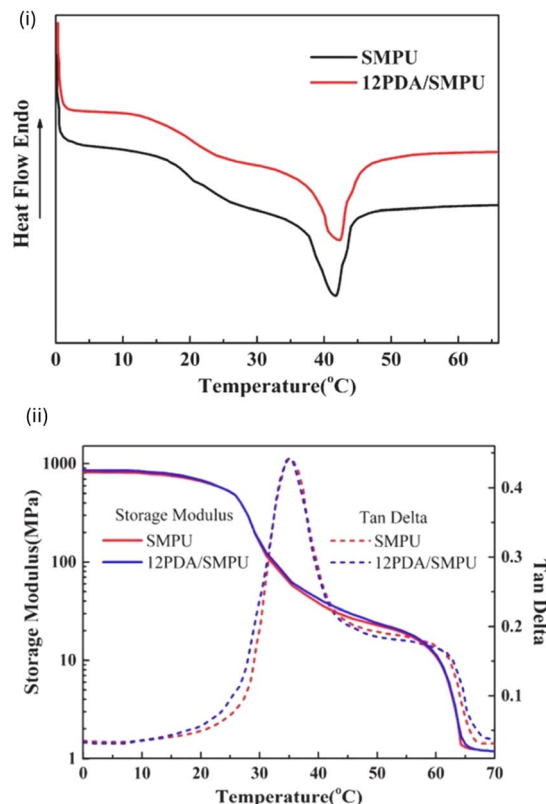 (i)
SMPU
12PDA/SMPU
Heat Flow Endo
0 10 20 30 40 50 60
Temperature(°C)
(ii)
1000
100
10
1
0.4
0.3
0.2
0.1
Storage Modulus Tan Delta
SMPU SMPU
12PDA/SMPU 12PDA/SMPU
Storage Modulus(MPa)
Tan Delta
0 10 20 30 40 50 60 70
Temperature(°C)